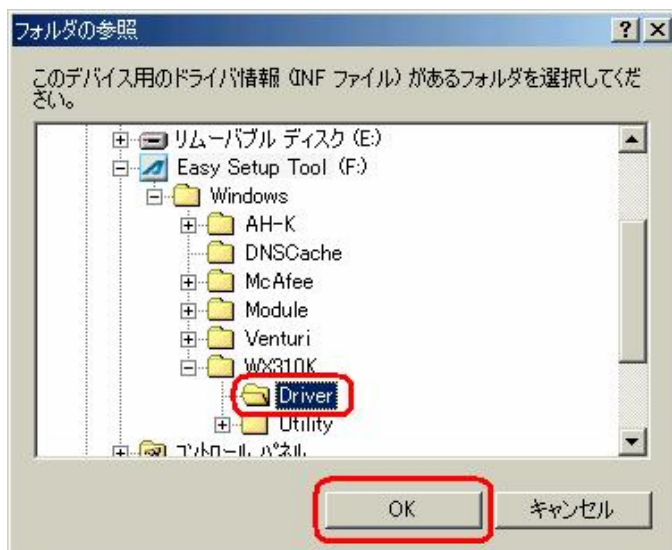 フォルダの参照
このデバイス用のドライバ情報 (INF ファイル) があるフォルダを選択してくだ
さい。
リムーバブル ディスク (E:)
Easy Setup Tool (F:)
Windows
AH-K
DNSCache
McAfee
Module
Venturi
WX310K
Driver
Utility
コントロール パネル
OK キャンセル